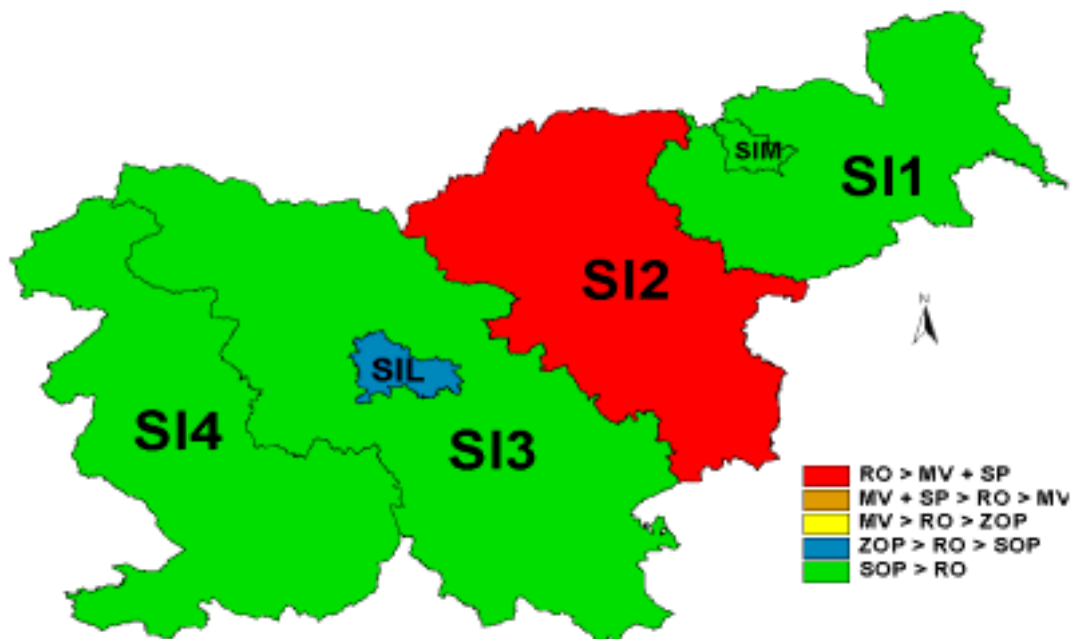 SIM
SI1
SI2
N
SIL
SI4
SI3
RO > MV + SP
MV + SP > RO > MV
MV > RO > ZOP
ZOP > RO > SOP
SOP > RO